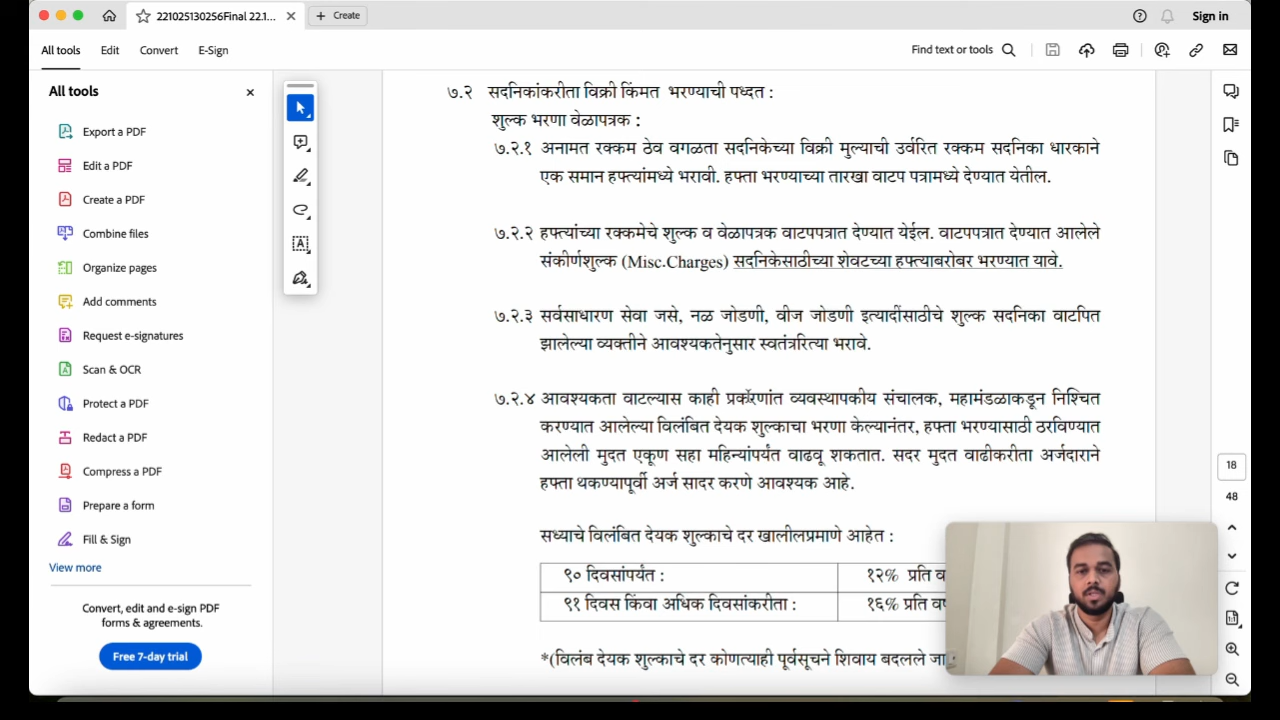 221025130256Final 22.1...
Create
Sign in
All tools
Edit
Convert
E-Sign
Find text or tools
All tools
Export a PDF
Edit a PDF
Create a PDF
Combine files
Organize pages
Add comments
Request e-signatures
Scan & OCR
Protect a PDF
Redact a PDF
Compress a PDF
Prepare a form
Fill & Sign
View more
Convert, edit and e-sign PDF
forms & agreements.
Free 7-day trial
७.२ सदनिकांकरीता विक्री किंमत भरण्याची पध्दत :
शुल्क भरणा वेळापत्रक :
७.२.१ अनामत रक्कम ठेव वगळता सदनिकेच्या विक्री मुल्याची उर्वरित रक्कम सदनिका धारकाने
एक समान हफ्त्यांमध्ये भरावी. हफ्ता भरण्याच्या तारखा वाटप पत्रामध्ये देण्यात येतील.
७.२.२ हफ्त्यांच्या रक्कमेचे शुल्क व वेळापत्रक वाटपपत्रात देण्यात येईल. वाटपपत्रात देण्यात आलेले
संकीर्णशुल्क (Misc.Charges) सदनिकेसाठीच्या शेवटच्या हफ्त्याबरोबर भरण्यात यावे.
७.२.३ सर्वसाधारण सेवा जसे, नळ जोडणी, वीज जोडणी इत्यादींसाठीचे शुल्क सदनिका वाटपित
झालेल्या व्यक्तीने आवश्यकतेनुसार स्वतंत्ररित्या भरावे.
७.२.४ आवश्यकता वाटल्यास काही प्रकरणांत व्यवस्थापकीय संचालक, महामंडळाकडून निश्चित
करण्यात आलेल्या विलंबित देयक शुल्काचा भरणा केल्यानंतर, हफ्ता भरण्यासाठी ठरविण्यात
आलेली मुदत एकूण सहा महिन्यांपर्यंत वाढवू शकतात. सदर मुदत वाढीकरीता अर्जदाराने
हफ्ता थकण्यापूर्वी अर्ज सादर करणे आवश्यक आहे.
सध्याचे विलंबित देयक शुल्काचे दर खालीलप्रमाणे आहेत :
९० दिवसांपर्यंत : १२% प्रति व
९१ दिवस किंवा अधिक दिवसांकरीता : १६% प्रति वर्ष
*(विलंब देयक शुल्काचे दर कोणत्याही पूर्वसूचने शिवाय बदलले जा
18
48